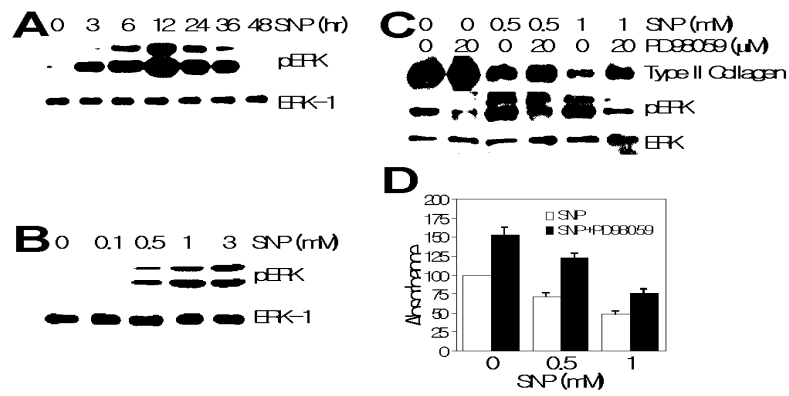 A 0 3 6 12 24 36 48 SNP (hr)
pERK
ERK-1
B 0 0.1 0.5 1 3 SNP (mM)
pERK
ERK-1
C 0 0 0.5 0.5 1 1 SNP (mM)
0 20 0 20 0 20 PD98059 (µM)
Type II Collagen
pERK
ERK
D
200
175
150
125
100
75
50
25
0
Absorbance
SNP
SNP+PD98059
0 0.5 1
SNP (mM)